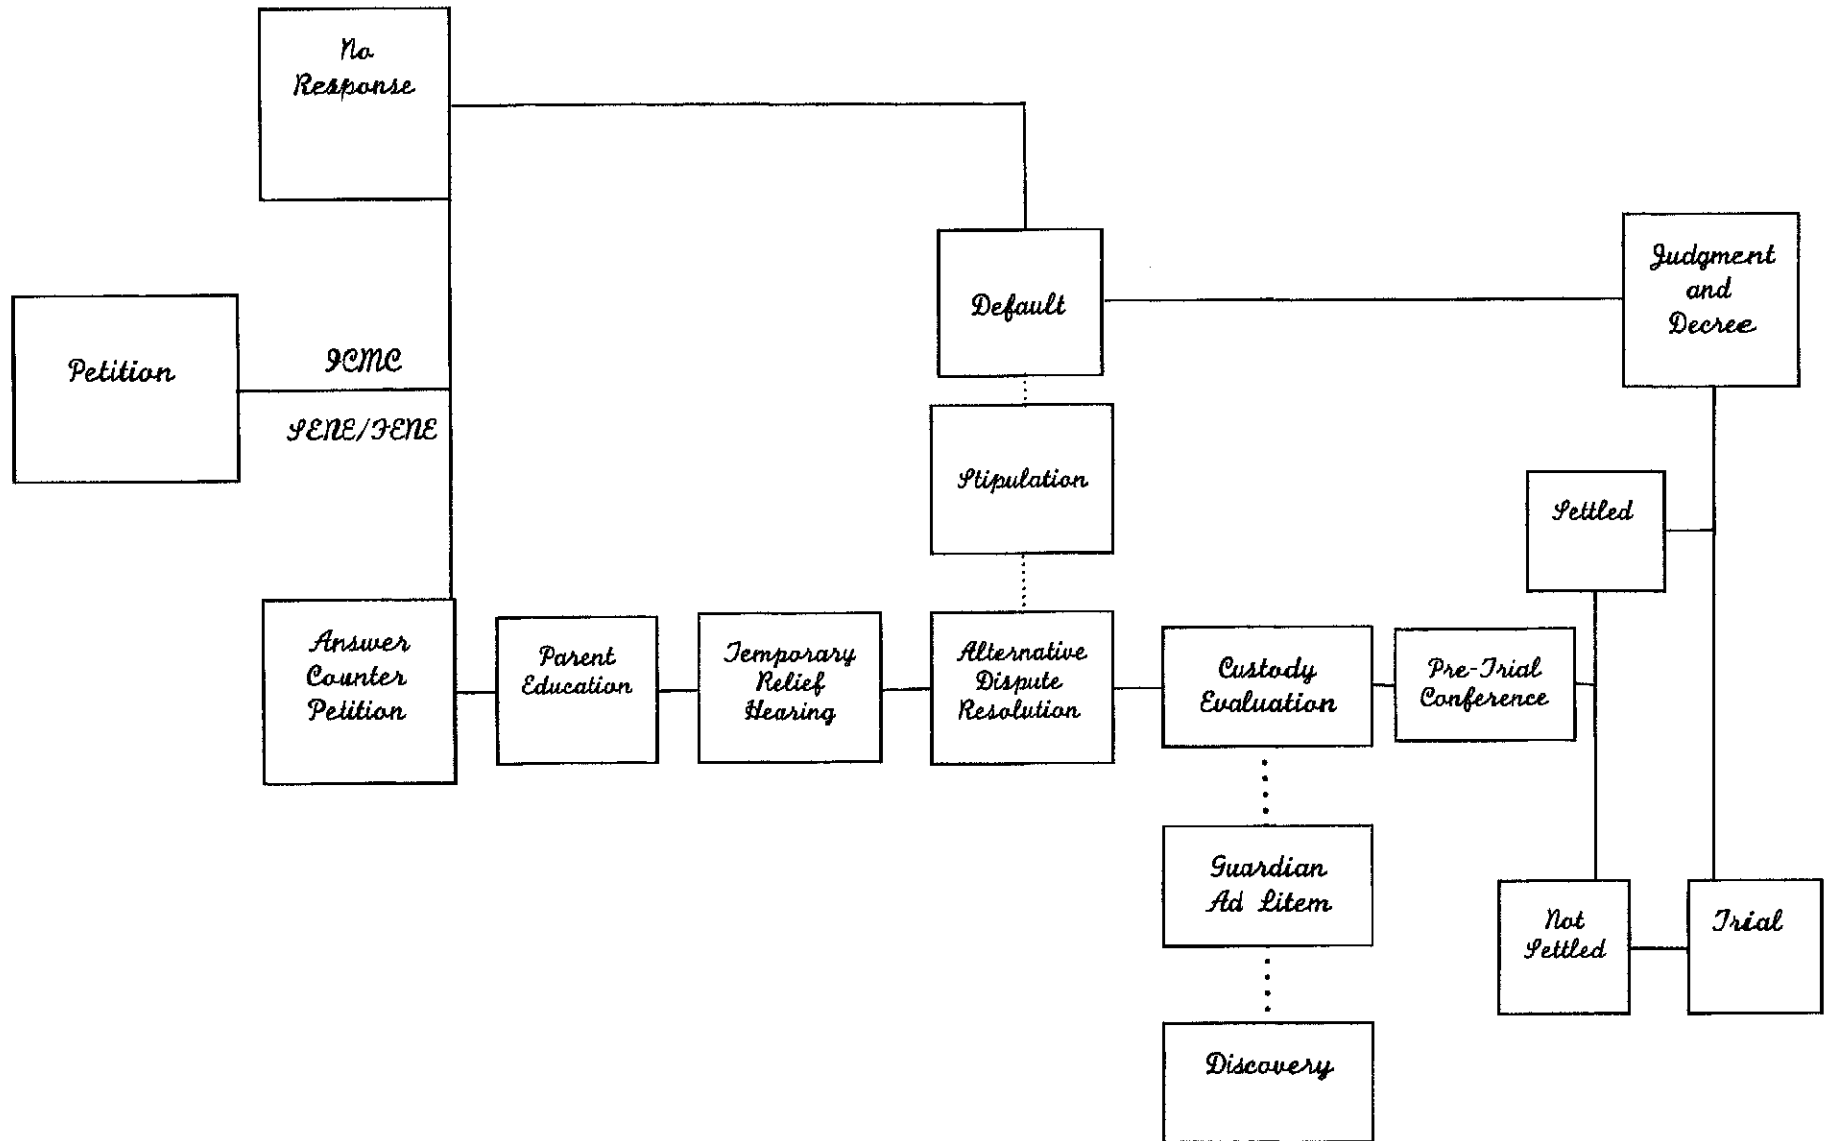 No
Response
Default
Judgment
and
Decree
Petition
ICMC
SENE/FENE
Stipulation
Settled
Answer
Counter
Petition
Parent
Education
Temporary
Relief
Hearing
Alternative
Dispute
Resolution
Custody
Evaluation
Pre-Trial
Conference
Guardian
Ad Litem
Not
Settled
Trial
Discovery